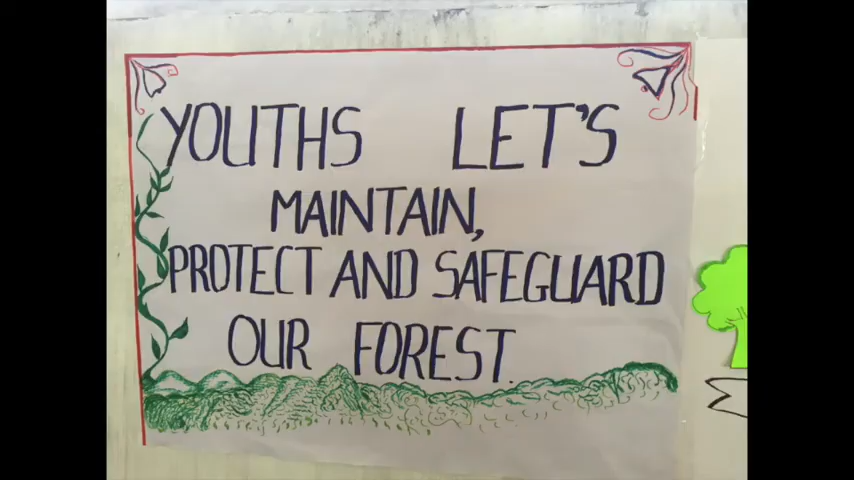 YOUTHS LET'S
MAINTAIN,
PROTECT AND SAFEGUARD
OUR FOREST.